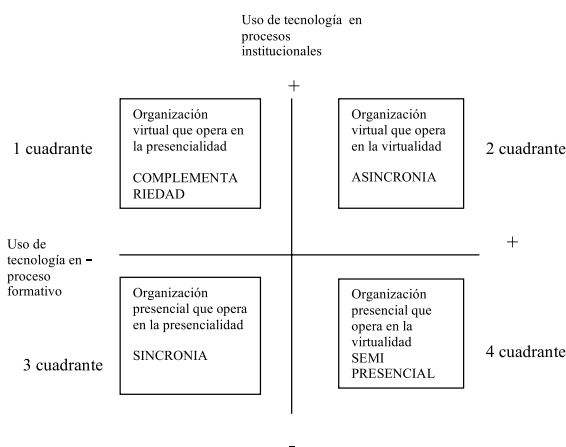 Uso de tecnología en
procesos
institucionales
+
1 cuadrante
Organización
virtual que opera en
la presencialidad
COMPLEMENTA
RIEDAD
Organización
virtual que opera
en la virtualidad
ASINCRONIA
2 cuadrante
Uso de
tecnología en -
proceso
formativo
+
3 cuadrante
Organización
presencial que opera
en la presencialidad
SINCRONIA
Organización
presencial que
opera en la
virtualidad
SEMI
PRESENCIAL
4 cuadrante
-